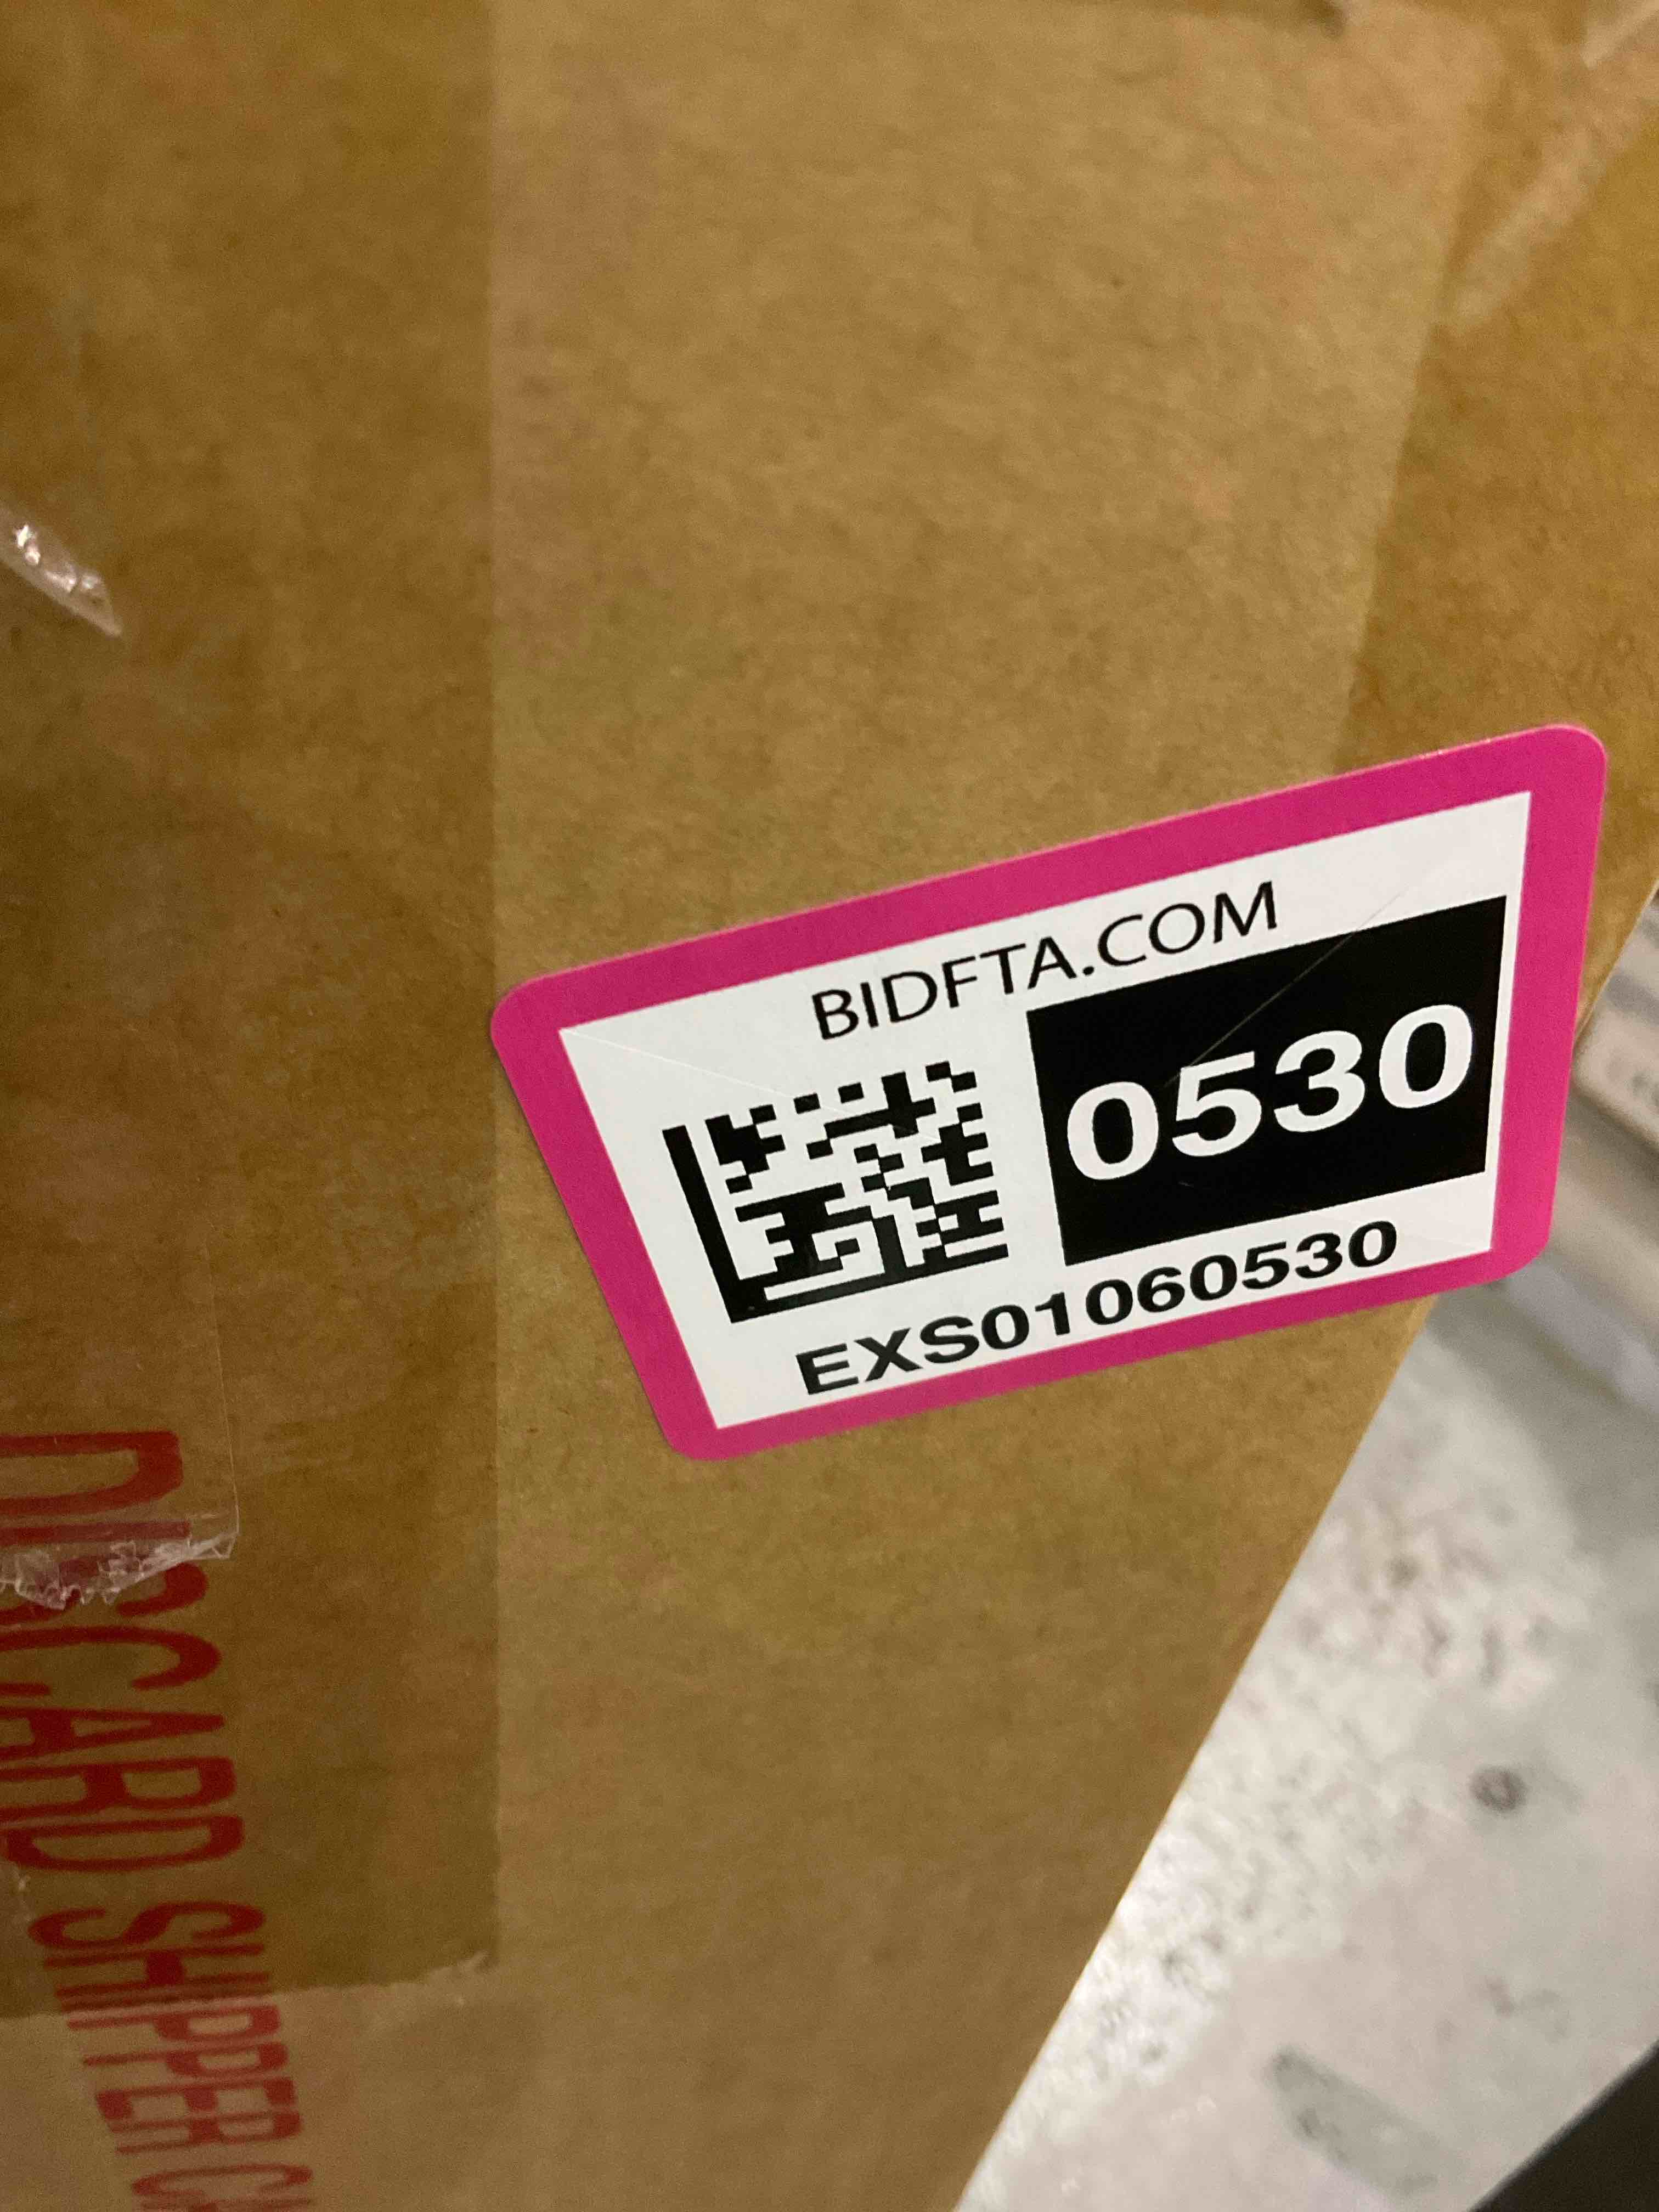 BIDFTA.COM
0530
EXS01060530
DISCARD SHIPPER